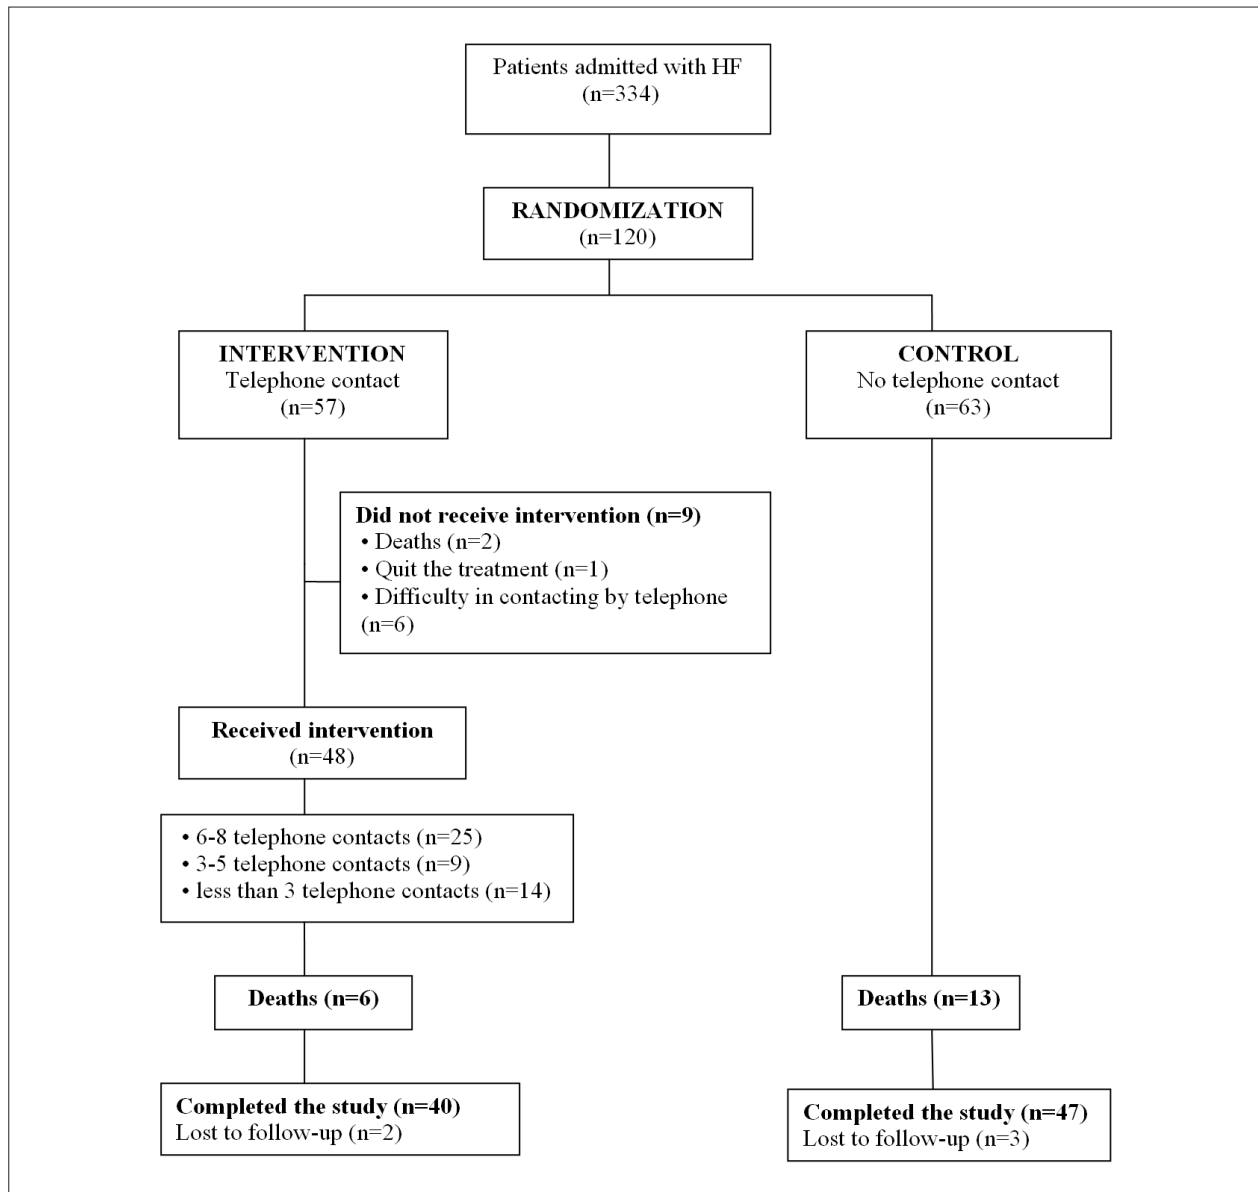 Patients admitted with HF
(n=334)
RANDOMIZATION
(n=120)
INTERVENTION
Telephone contact
(n=57)
CONTROL
No telephone contact
(n=63)
Did not receive intervention (n=9)
• Deaths (n=2)
• Quit the treatment (n=1)
• Difficulty in contacting by telephone
(n=6)
Received intervention
(n=48)
• 6-8 telephone contacts (n=25)
• 3-5 telephone contacts (n=9)
• less than 3 telephone contacts (n=14)
Deaths (n=6)
Deaths (n=13)
Completed the study (n=40)
Lost to follow-up (n=2)
Completed the study (n=47)
Lost to follow-up (n=3)